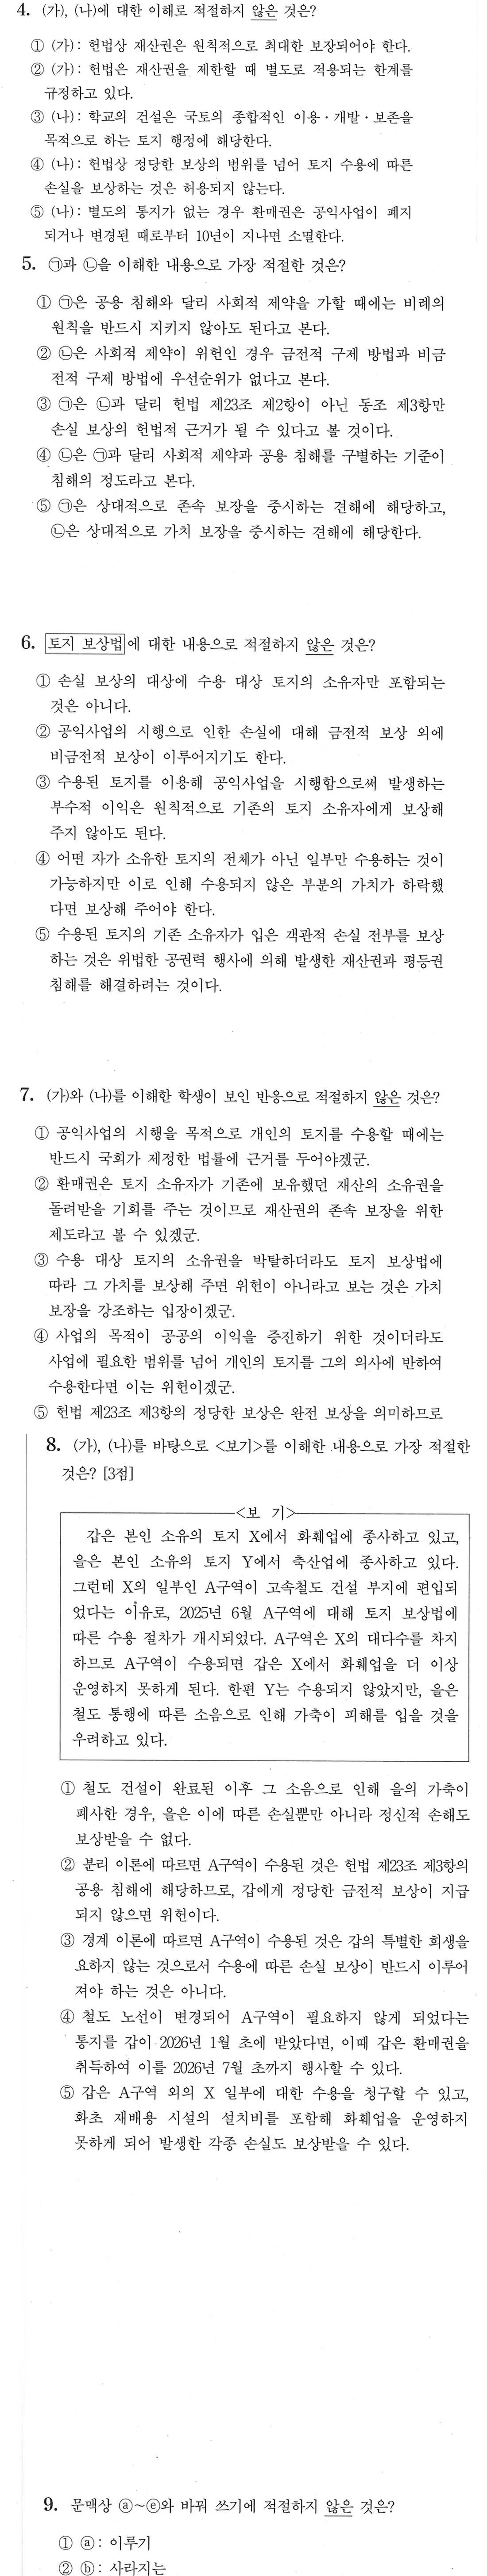 4. (가), (나)에 대한 이해로 적절하지 않은 것은?
① (가): 헌법상 재산권은 원칙적으로 최대한 보장되어야 한다.
② (가): 헌법은 재산권을 제한할 때 별도로 적용되는 한계를
규정하고 있다.
③ (나): 학교의 건설은 국토의 종합적인 이용·개발·보존을
목적으로 하는 토지 행정에 해당한다.
④ (나): 헌법상 정당한 보상의 범위를 넘어 토지 수용에 따른
손실을 보상하는 것은 허용되지 않는다.
⑤ (나): 별도의 통지가 없는 경우 환매권은 공익사업이 폐지
되거나 변경된 때로부터 10년이 지나면 소멸한다.
5. ㉠과 ㉡을 이해한 내용으로 가장 적절한 것은?
① ㉠은 공용 침해와 달리 사회적 제약을 가할 때에는 비례의
원칙을 반드시 지키지 않아도 된다고 본다.
② ㉡은 사회적 제약이 위헌인 경우 금전적 구제 방법과 비금
전적 구제 방법에 우선순위가 없다고 본다.
③ ㉠은 ㉡과 달리 헌법 제23조 제2항이 아닌 동조 제3항만
손실 보상의 헌법적 근거가 될 수 있다고 볼 것이다.
④ ㉡은 ㉠과 달리 사회적 제약과 공용 침해를 구별하는 기준이
침해의 정도라고 본다.
⑤ ㉠은 상대적으로 존속 보장을 중시하는 견해에 해당하고,
㉡은 상대적으로 가치 보장을 중시하는 견해에 해당한다.
6. 토지 보상법에 대한 내용으로 적절하지 않은 것은?
① 손실 보상의 대상에 수용 대상 토지의 소유자만 포함되는
것은 아니다.
② 공익사업의 시행으로 인한 손실에 대해 금전적 보상 외에
비금전적 보상이 이루어지기도 한다.
③ 수용된 토지를 이용해 공익사업을 시행함으로써 발생하는
부수적 이익은 원칙적으로 기존의 토지 소유자에게 보상해
주지 않아도 된다.
④ 어떤 자가 소유한 토지의 전체가 아닌 일부만 수용하는 것이
가능하지만 이로 인해 수용되지 않은 부분의 가치가 하락했
다면 보상해 주어야 한다.
⑤ 수용된 토지의 기존 소유자가 입은 객관적 손실 전부를 보상
하는 것은 위법한 공권력 행사에 의해 발생한 재산권과 평등권
침해를 해결하려는 것이다.
7. (가)와 (나)를 이해한 학생이 보인 반응으로 적절하지 않은 것은?
① 공익사업의 시행을 목적으로 개인의 토지를 수용할 때에는
반드시 국회가 제정한 법률에 근거를 두어야겠군.
② 환매권은 토지 소유자가 기존에 보유했던 재산의 소유권을
돌려받을 기회를 주는 것이므로 재산권의 존속 보장을 위한
제도라고 볼 수 있겠군.
③ 수용 대상 토지의 소유권을 박탈하더라도 토지 보상법에
따라 그 가치를 보상해 주면 위헌이 아니라고 보는 것은 가치
보장을 강조하는 입장이겠군.
④ 사업의 목적이 공공의 이익을 증진하기 위한 것이더라도
사업에 필요한 범위를 넘어 개인의 토지를 그의 의사에 반하여
수용한다면 이는 위헌이겠군.
⑤ 헌법 제23조 제3항의 정당한 보상은 완전 보상을 의미하므로
8. (가), (나)를 바탕으로 <보기>를 이해한 내용으로 가장 적절한
것은? [3점]
<보 기>
갑은 본인 소유의 토지 X에서 화훼업에 종사하고 있고,
을은 본인 소유의 토지 Y에서 축산업에 종사하고 있다.
그런데 X의 일부인 A구역이 고속철도 건설 부지에 편입되
었다는 이유로, 2025년 6월 A구역에 대해 토지 보상법에
따른 수용 절차가 개시되었다. A구역은 X의 대다수를 차지
하므로 A구역이 수용되면 갑은 X에서 화훼업을 더 이상
운영하지 못하게 된다. 한편 Y는 수용되지 않았지만, 을은
철도 통행에 따른 소음으로 인해 가축이 피해를 입을 것을
우려하고 있다.
① 철도 건설이 완료된 이후 그 소음으로 인해 을의 가축이
폐사한 경우, 을은 이에 따른 손실뿐만 아니라 정신적 손해도
보상받을 수 없다.
② 분리 이론에 따르면 A구역이 수용된 것은 헌법 제23조 제3항의
공용 침해에 해당하므로, 갑에게 정당한 금전적 보상이 지급
되지 않으면 위헌이다.
③ 경계 이론에 따르면 A구역이 수용된 것은 갑의 특별한 희생을
요하지 않는 것으로서 수용에 따른 손실 보상이 반드시 이루어
져야 하는 것은 아니다.
④ 철도 노선이 변경되어 A구역이 필요하지 않게 되었다는
통지를 갑이 2026년 1월 초에 받았다면, 이때 갑은 환매권을
취득하여 이를 2026년 7월 초까지 행사할 수 있다.
⑤ 갑은 A구역 외의 X 일부에 대한 수용을 청구할 수 있고,
화초 재배용 시설의 설치비를 포함해 화훼업을 운영하지
못하게 되어 발생한 각종 손실도 보상받을 수 있다.
9. 문맥상 ⓐ~ⓔ와 바꿔 쓰기에 적절하지 않은 것은?
① ⓐ: 이루기
② ⓑ: 사라지는